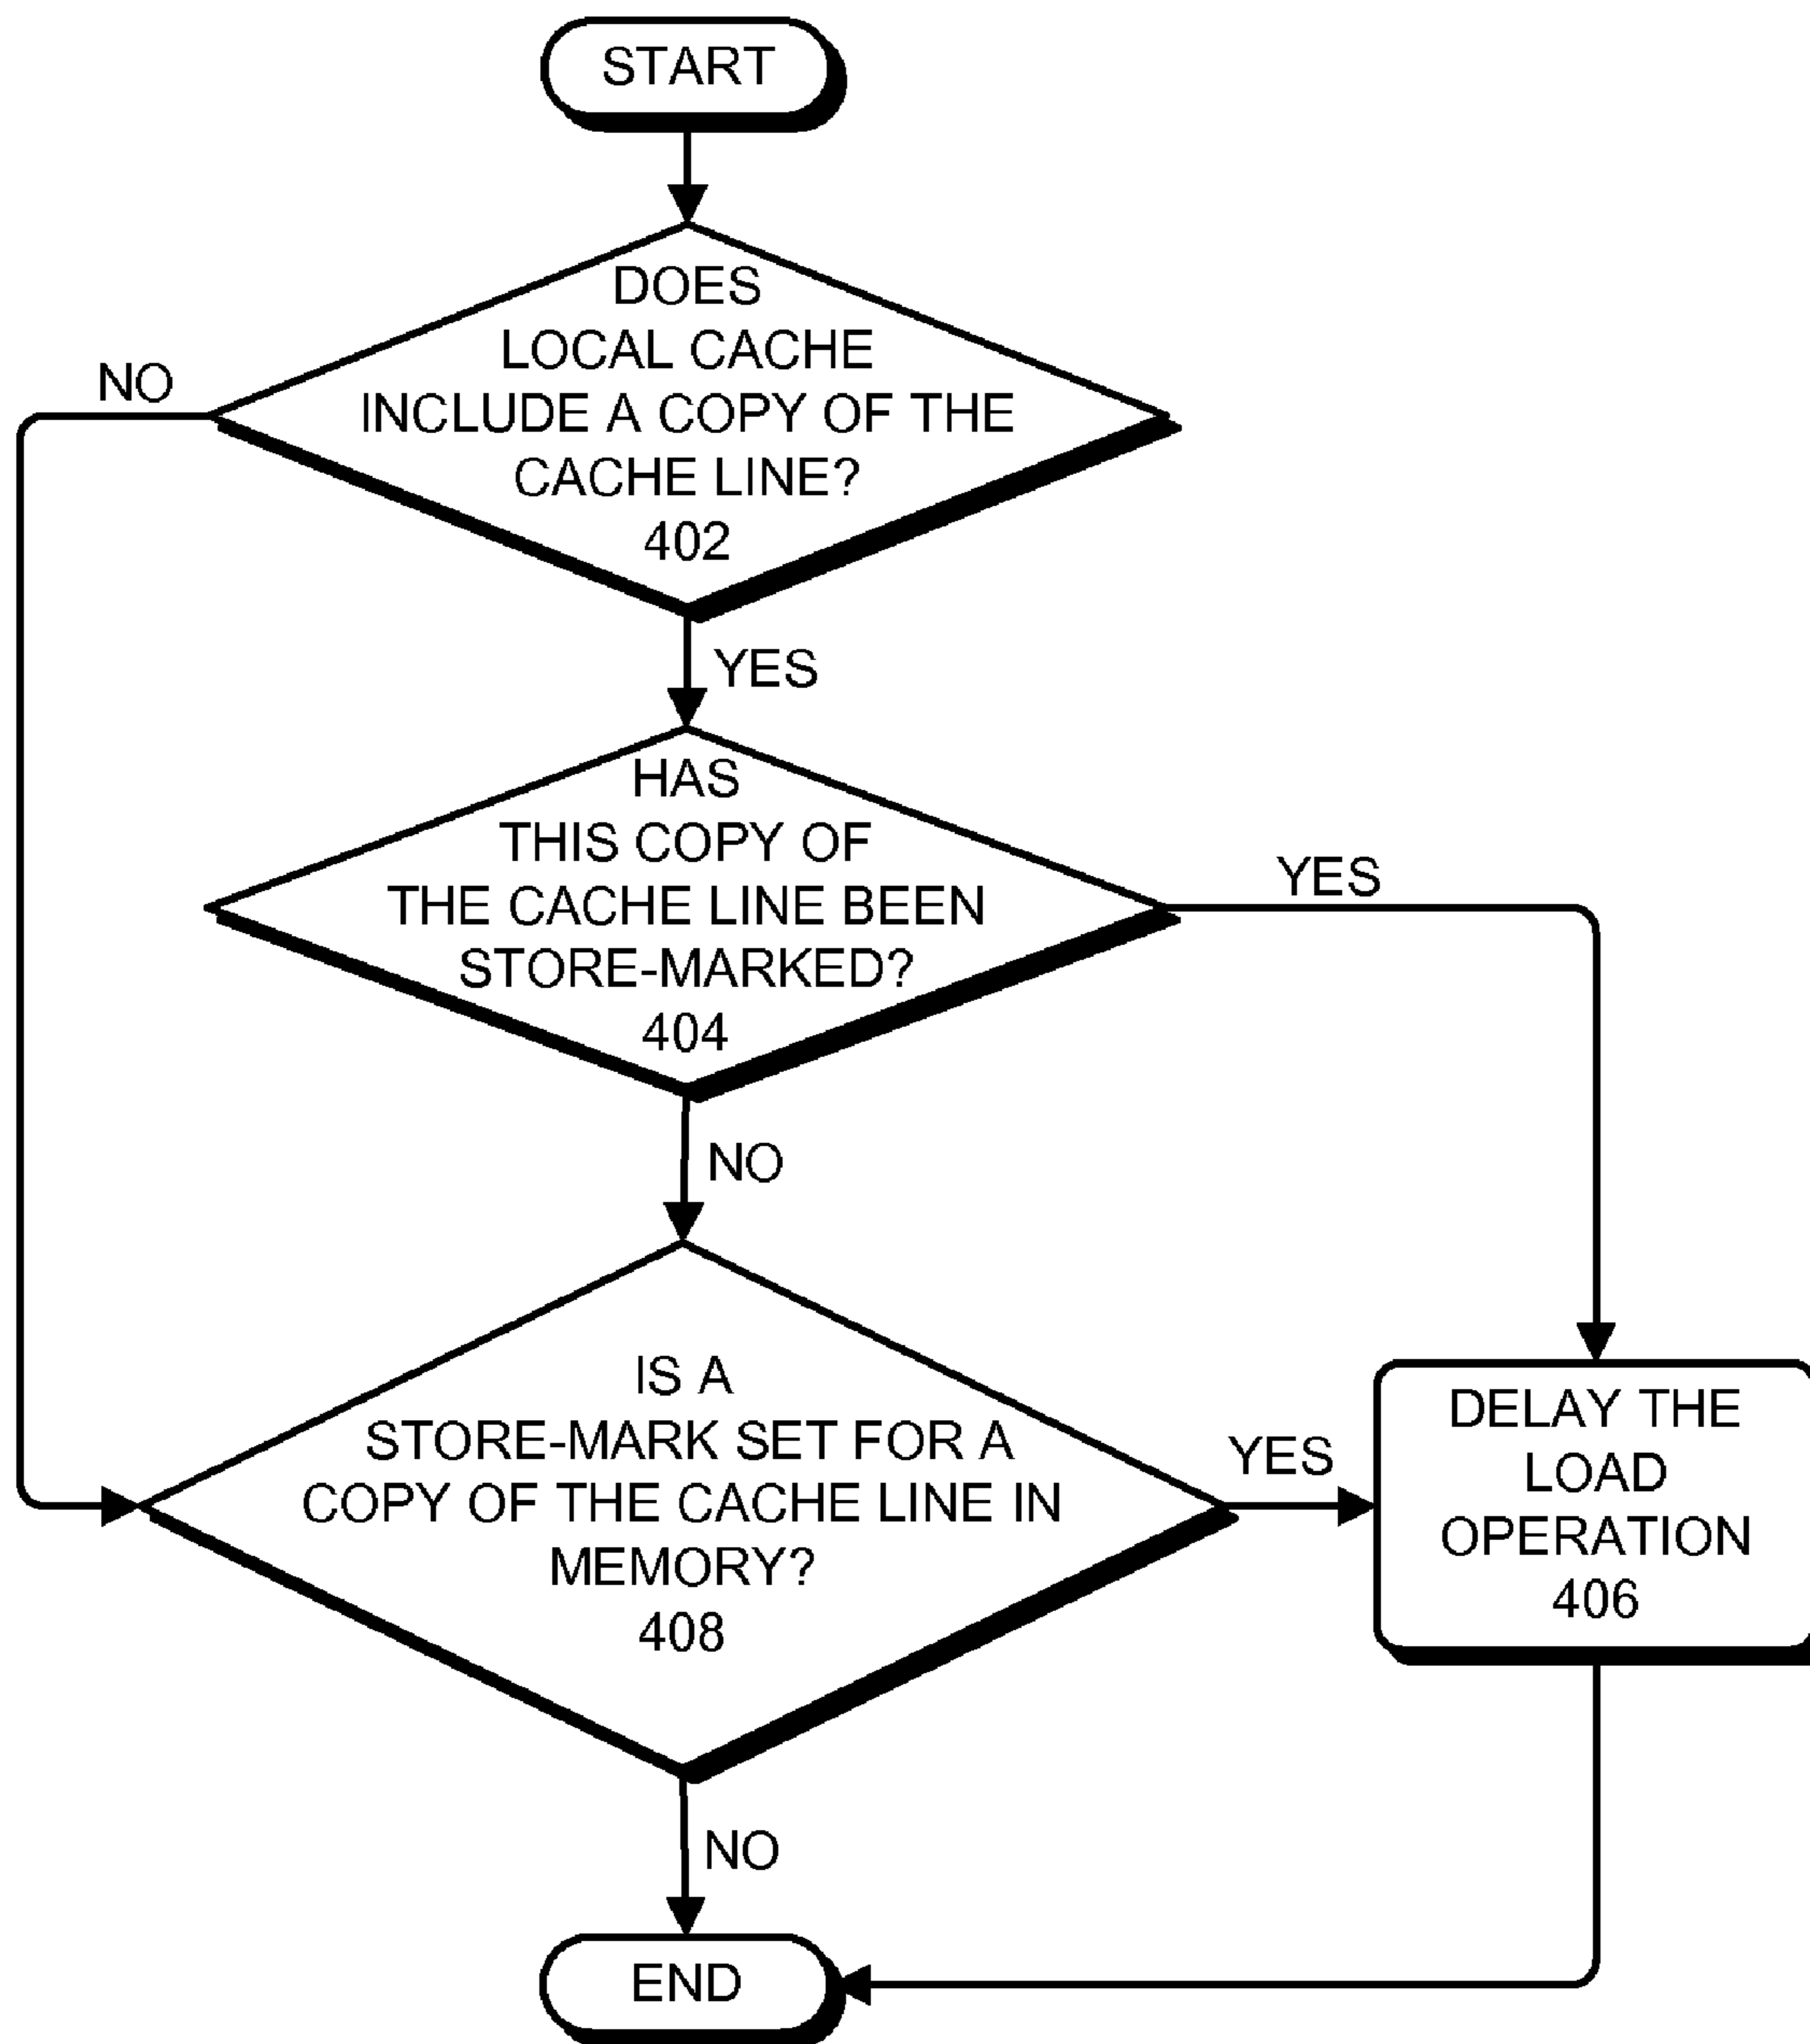 START
DOES
LOCAL CACHE
INCLUDE A COPY OF THE
CACHE LINE?
402
NO
YES
HAS
THIS COPY OF
THE CACHE LINE BEEN
STORE-MARKED?
404
YES
NO
IS A
STORE-MARK SET FOR A
COPY OF THE CACHE LINE IN
MEMORY?
408
YES
DELAY THE
LOAD
OPERATION
406
NO
END